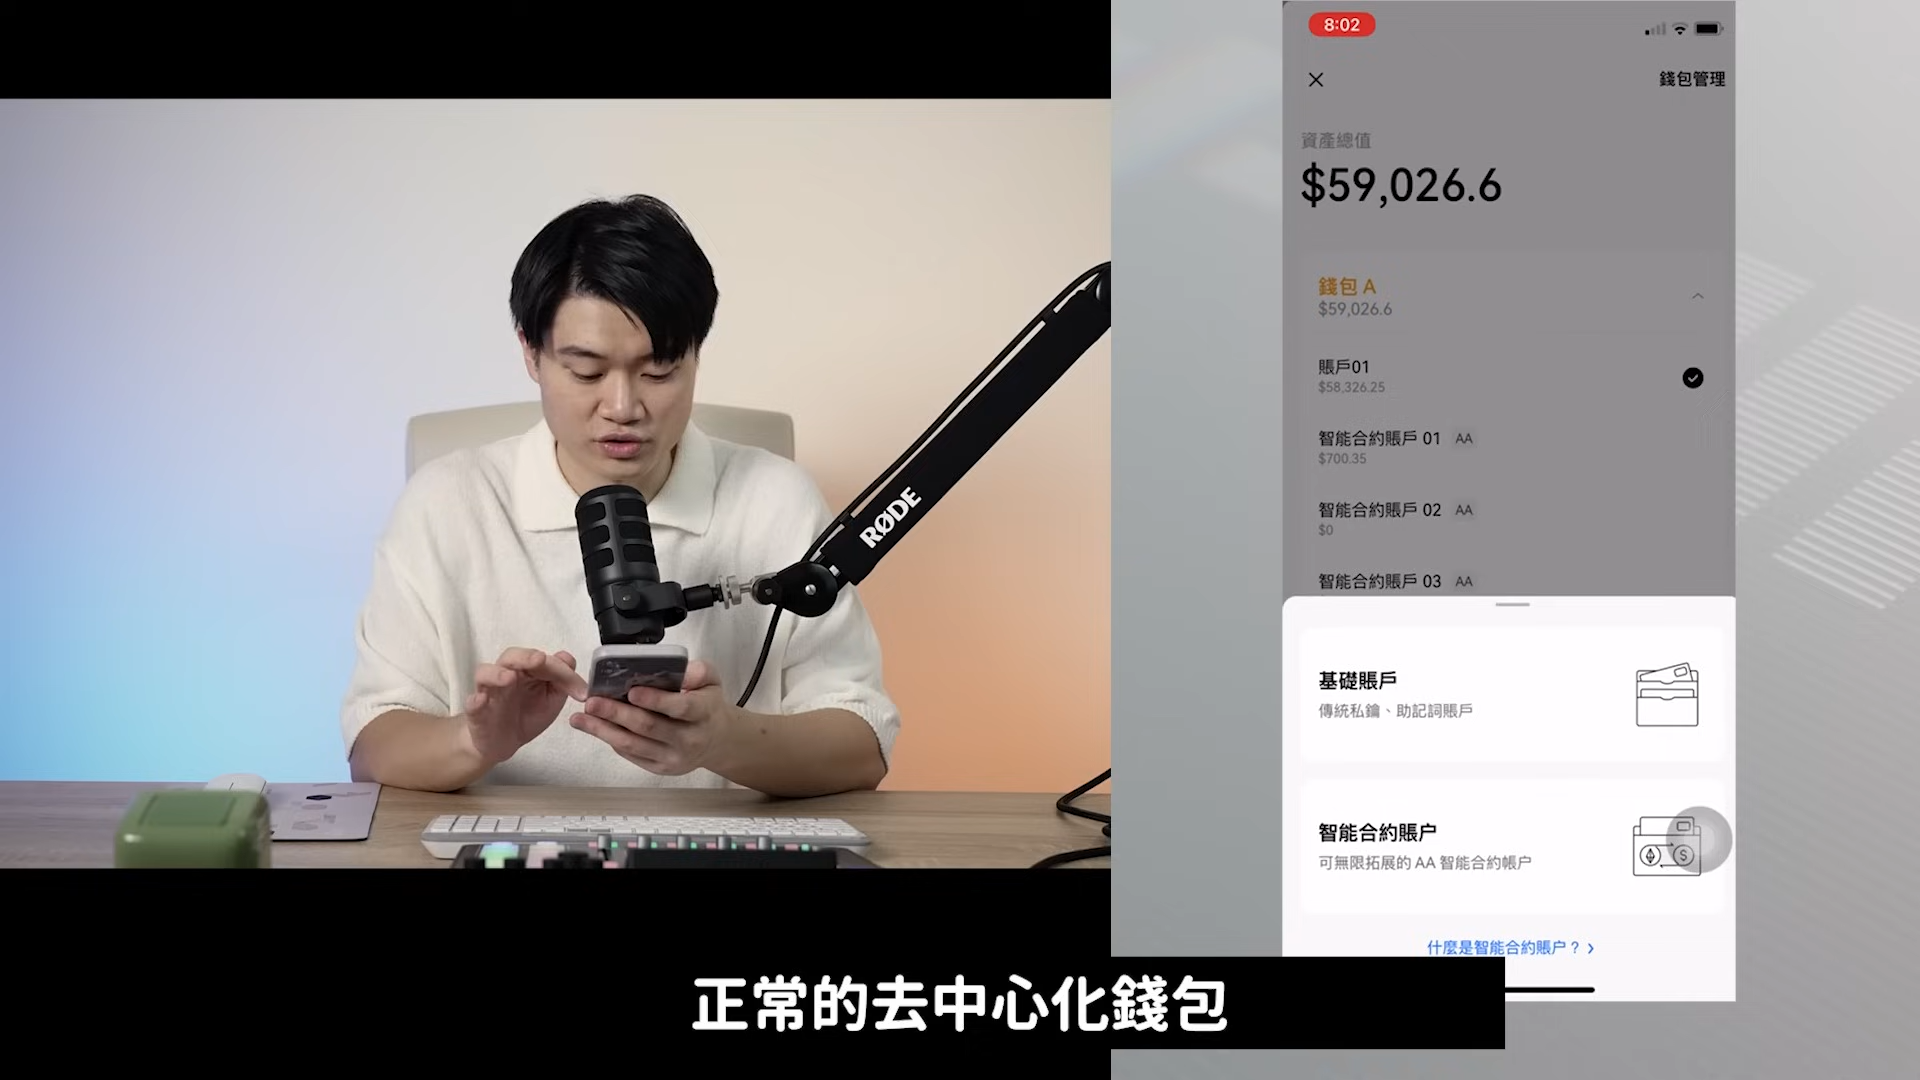 RØDE
8:02
錢包管理
資產總值
$59,026.6
錢包 A
$59,026.6
賬戶01
$58,326.25
智能合約賬戶 01 AA
$700.35
智能合約賬戶 02 AA
$0
智能合約賬戶 03 AA
基礎賬戶
傳統私鑰、助記詞賬戶
智能合約賬户
可無限拓展的 AA 智能合約帳户
什麼是智能合約賬户？
正常的去中心化錢包